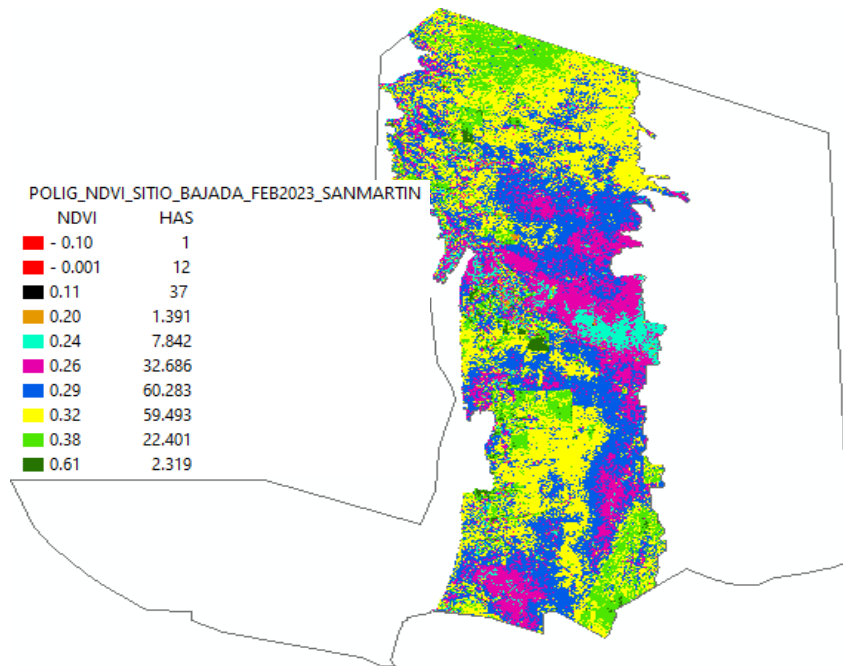 POLIG_NDVI_SITIO_BAJADA_FEB2023_SANMARTIN
NDVI HAS
- 0.10 1
- 0.001 12
0.11 37
0.20 1.391
0.24 7.842
0.26 32.686
0.29 60.283
0.32 59.493
0.38 22.401
0.61 2.319